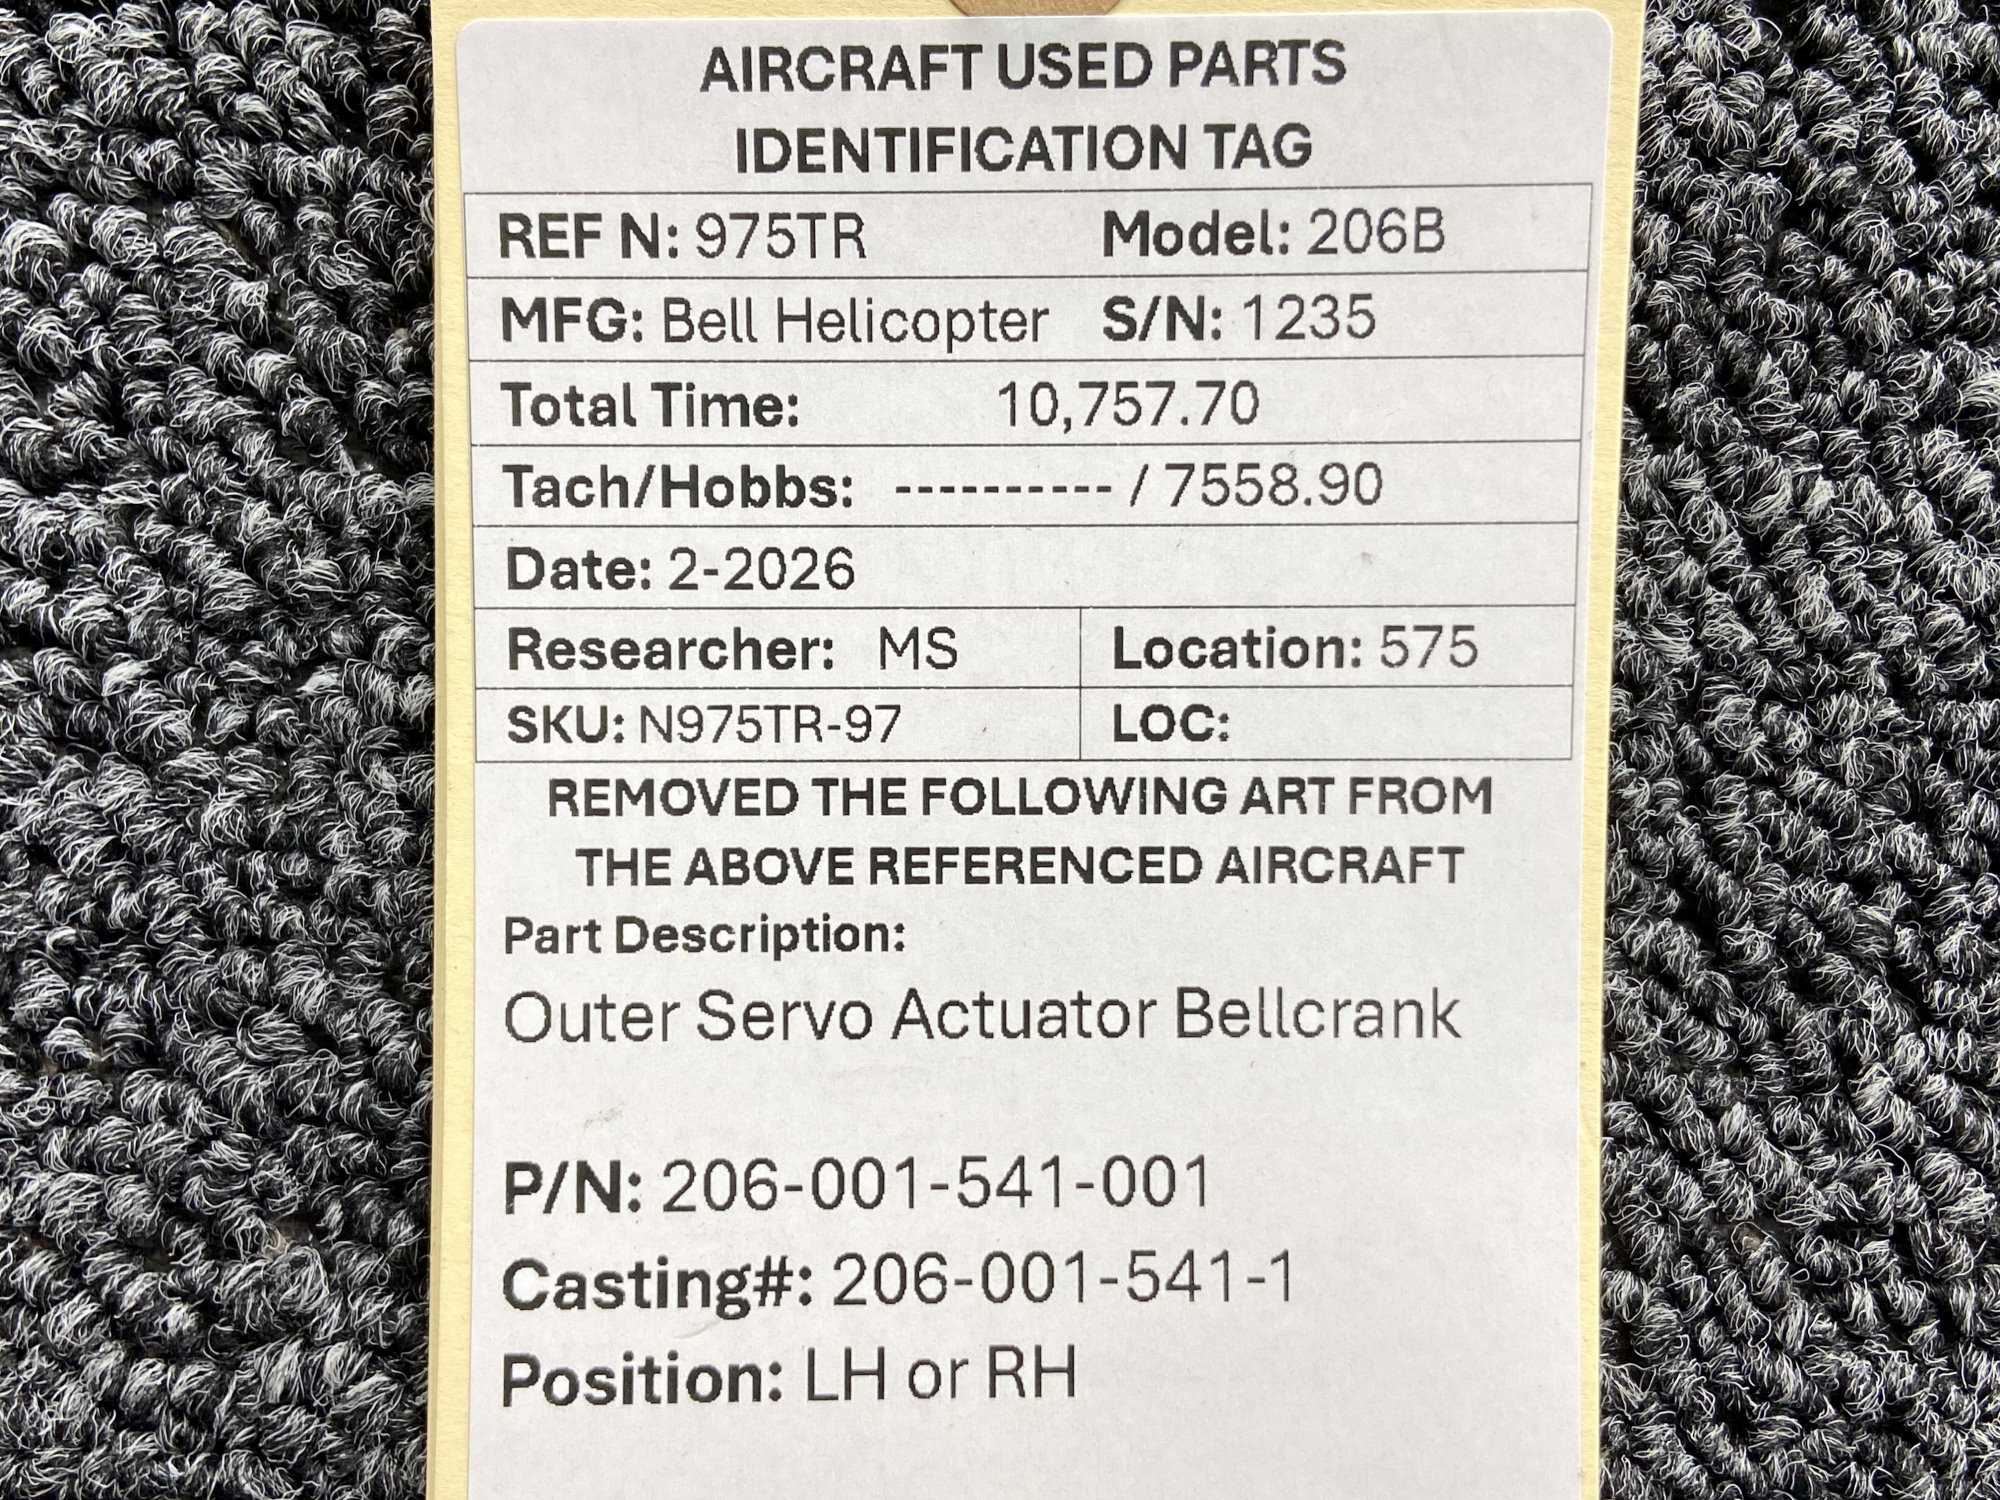 AIRCRAFT USED PARTS
IDENTIFICATION TAG
REF N: 975TR Model: 206B
MFG: Bell Helicopter S/N: 1235
Total Time: 10,757.70
Tach/Hobbs: ---------- / 7558.90
Date: 2-2026
Researcher: MS Location: 575
SKU: N975TR-97 LOC:
REMOVED THE FOLLOWING ART FROM
THE ABOVE REFERENCED AIRCRAFT
Part Description:
Outer Servo Actuator Bellcrank
P/N: 206-001-541-001
Casting#: 206-001-541-1
Position: LH or RH